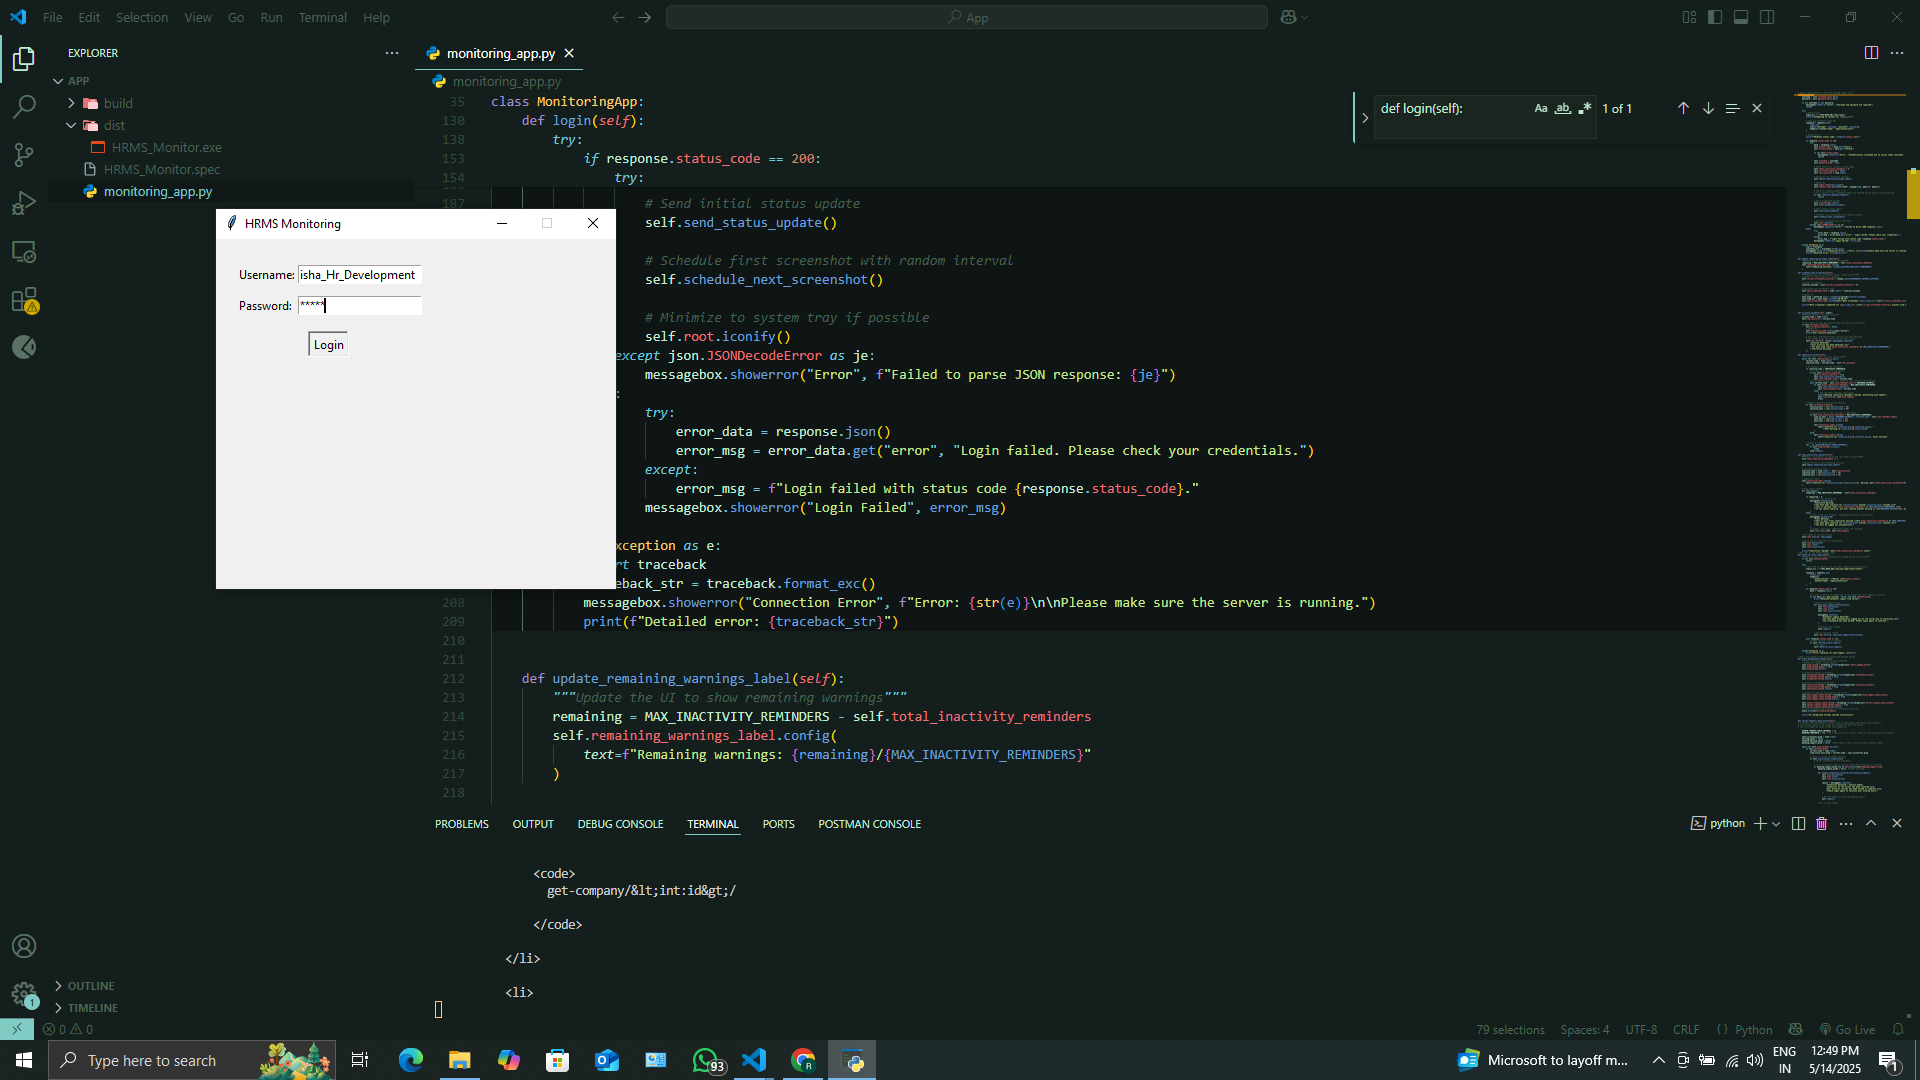 File Edit Selection View Go Run Terminal Help
App
EXPLORER
monitoring_app.py
APP
build
dist
HRMS_Monitor.exe
HRMS_Monitor.spec
monitoring_app.py
monitoring_app.py
def login(self):
Aa ab 1 of 1
35 class MonitoringApp:
130 def login(self):
138 try:
153 if response.status_code == 200:
154 try:
187 # Send initial status update
self.send_status_update()
# Schedule first screenshot with random interval
self.schedule_next_screenshot()
# Minimize to system tray if possible
self.root.iconify()
except json.JSONDecodeError as je:
messagebox.showerror("Error", f"Failed to parse JSON response: {je}")
:
try:
error_data = response.json()
error_msg = error_data.get("error", "Login failed. Please check your credentials.")
except:
error_msg = f"Login failed with status code {response.status_code}."
messagebox.showerror("Login Failed", error_msg)
xception as e:
rt traceback
eback_str = traceback.format_exc()
208 messagebox.showerror("Connection Error", f"Error: {str(e)}\n\nPlease make sure the server is running.")
209 print(f"Detailed error: {traceback_str}")
210
211
212 def update_remaining_warnings_label(self):
213 """Update the UI to show remaining warnings"""
214 remaining = MAX_INACTIVITY_REMINDERS - self.total_inactivity_reminders
215 self.remaining_warnings_label.config(
216 text=f"Remaining warnings: {remaining}/{MAX_INACTIVITY_REMINDERS}"
217 )
218
HRMS Monitoring
Username: isha_Hr_Development
Password: *****
Login
PROBLEMS OUTPUT DEBUG CONSOLE TERMINAL PORTS POSTMAN CONSOLE
python
<code>
get-company/&lt;int:id&gt;/
</code>
</li>
<li>
OUTLINE
TIMELINE
1
0 0
79 selections Spaces: 4 UTF-8 CRLF {} Python Go Live
Type here to search
93
Microsoft to layoff m...
ENG
IN
12:49 PM
5/14/2025
1